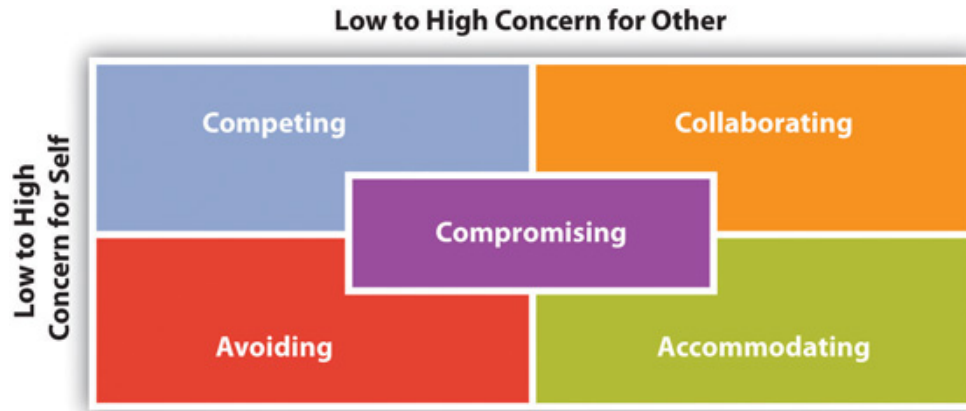 Low to High Concern for Other
Low to High
Concern for Self
Competing
Collaborating
Compromising
Avoiding
Accommodating